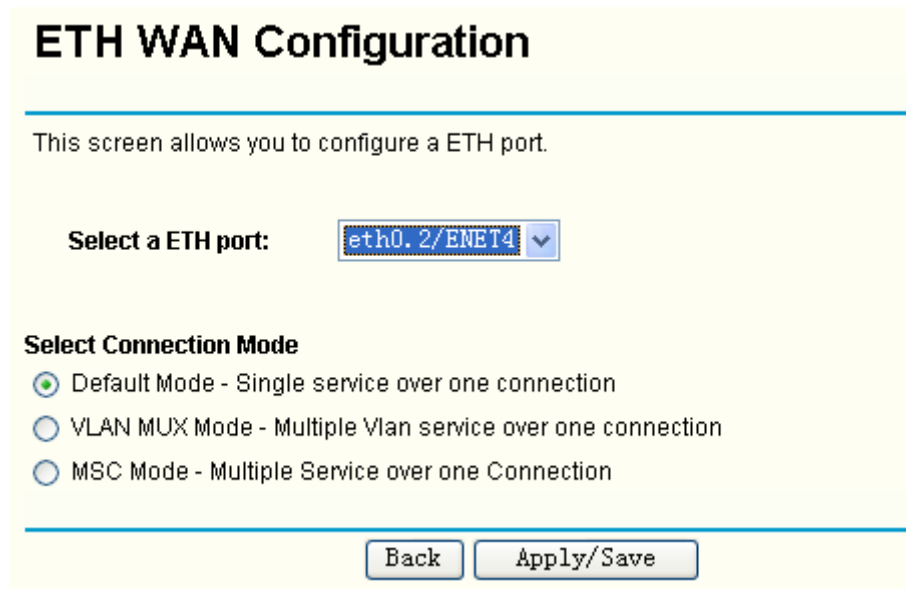 ETH WAN Configuration
This screen allows you to configure a ETH port.
Select a ETH port: eth0.2/ENET4
Select Connection Mode
Default Mode - Single service over one connection
VLAN MUX Mode - Multiple Vlan service over one connection
MSC Mode - Multiple Service over one Connection
Back Apply/Save